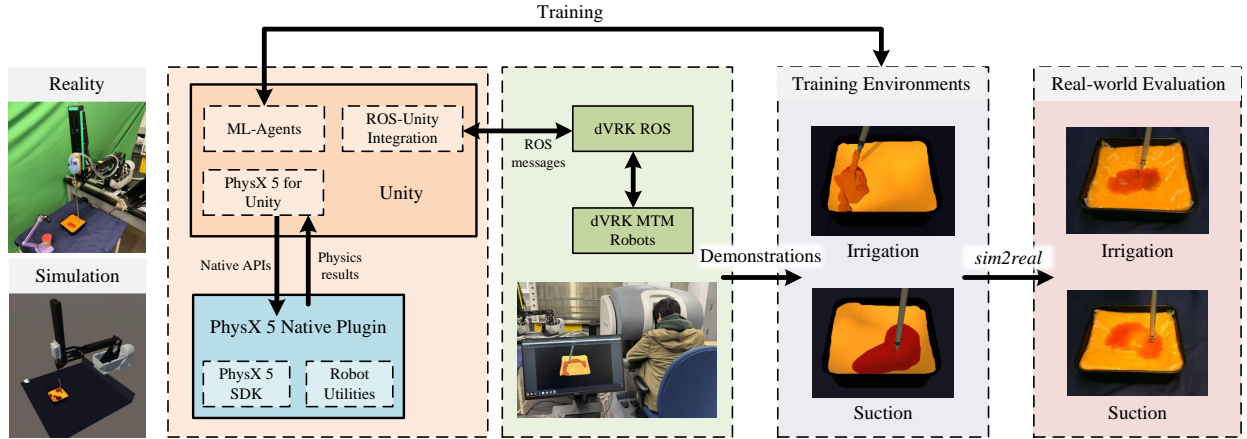 Training
Reality
Simulation
ML-Agents
ROS-Unity
Integration
PhysX 5 for
Unity
Unity
Native APIs
Physics
results
PhysX 5 Native Plugin
PhysX 5
SDK
Robot
Utilities
ROS
messages
dVRK ROS
dVRK MTM
Robots
Demonstrations
Training Environments
Irrigation
Suction
sim2real
Real-world Evaluation
Irrigation
Suction